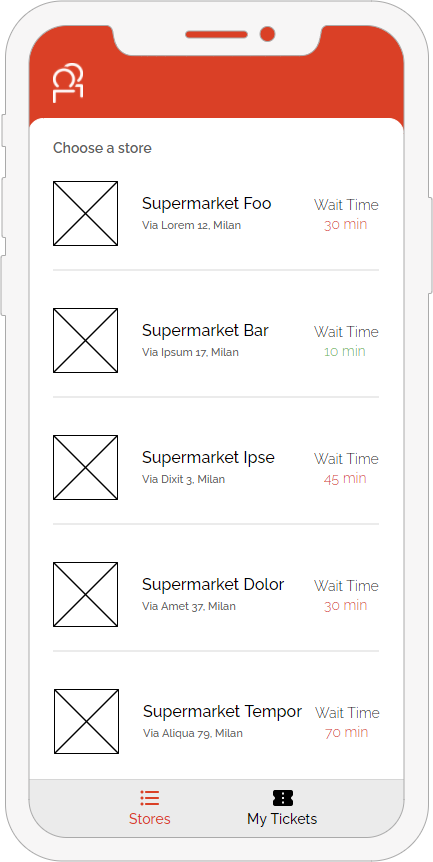 Choose a store
Supermarket Foo
Via Lorem 12, Milan
Wait Time
30 min
Supermarket Bar
Via Ipsum 17, Milan
Wait Time
10 min
Supermarket Ipse
Via Dixit 3, Milan
Wait Time
45 min
Supermarket Dolor
Via Amet 37, Milan
Wait Time
30 min
Supermarket Tempor
Via Aliqua 79, Milan
Wait Time
70 min
Stores
My Tickets